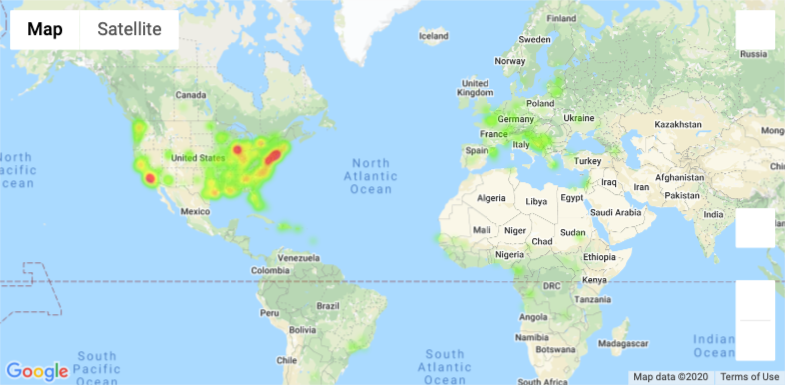 Map
Satellite
Iceland
Finland
Sweden
Norway
Russia
Canada
United
Kingdom
Poland
Germany
Ukraine
Kazakhstan
France
Mong
Italy
North
Pacific
Ocean
United States
North
Atlantic
Ocean
Spain
Turkey
Chi
Afghanistan
Iraq
Iran
Pakistan
Algeria
Libya
Egypt
Mexico
Saudi Arabia
India
Mali
Niger
Sudan
Chad
Venezuela
Nigeria
Ethiopia
Colombia
Kenya
DRC
Tanzania
Brazil
Peru
Angola
Bolivia
Namibia
Madagascar
Botswana
Indian
Ocean
Chile
South
Pacific
Ocean
South
Atlantic
Ocean
South Africa
Google
Map data ©2020
Terms of Use